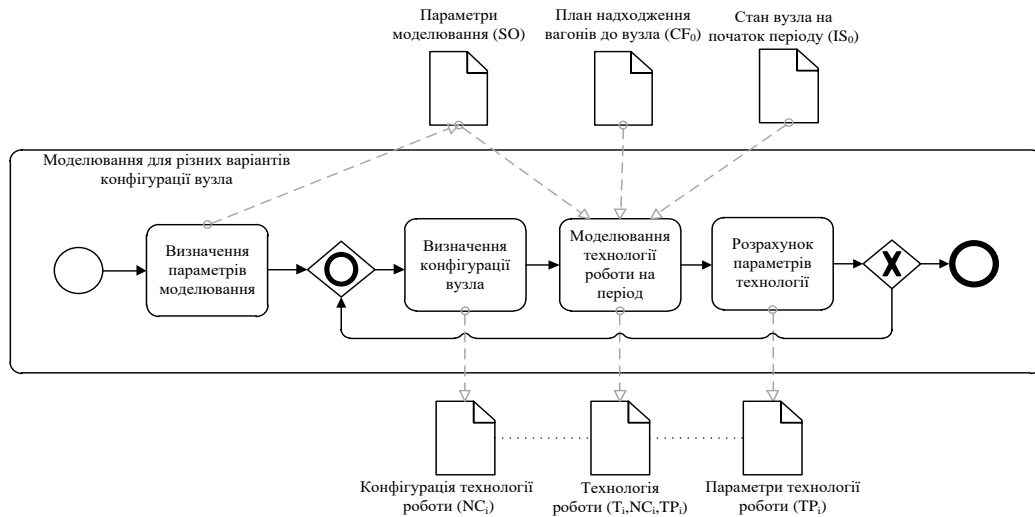 Параметри
моделювання (SO)
План надходження
вагонів до вузла (CF₀)
Стан вузла на
початок періоду (IS₀)
Моделювання для різних варіантів
конфігурації вузла
Визначення
параметрів
моделювання
Визначення
конфігурації
вузла
Моделювання
технології
роботи на
період
Розрахунок
параметрів
технології
X
Конфігурація технології
роботи (NCᵢ)
Технологія
роботи (Tᵢ,NCᵢ,TPᵢ)
Параметри технології
роботи (TPᵢ)